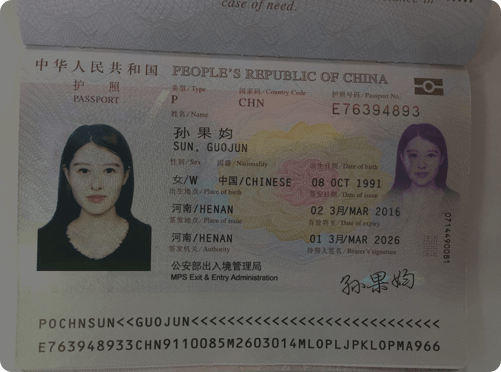 case of need.
中华人民共和国 PEOPLE'S REPUBLIC OF CHINA
护 照
PASSPORT
类型/Type 国家码/Country Code 护照号码/Passport No.
P CHN E76394893
姓名/Name
孙 果 妁
SUN, GUOJUN
性别/Sex 国籍/Nationality 出生日期/Date of birth
女/W 中国/CHINESE 08 OCT 1991
出生地点/Place of birth 签发日期/Date of issue
河南/HENAN 02 3月/MAR 2016
签发地点/Place of issue 有效期至/Date of expiry
河南/HENAN 01 3月/MAR 2026
签发机关/Authority 持照人签名/Bearer's signature
公安部出入境管理局
MPS Exit & Entry Administration
孙果妁
0714490081
POCHNSUN<<GUOJUN<<<<<<<<<<<<<<<<<<<<<<<<<<<<
E763948933CHN9110085M2603014MLOPLJPKLOPMA966